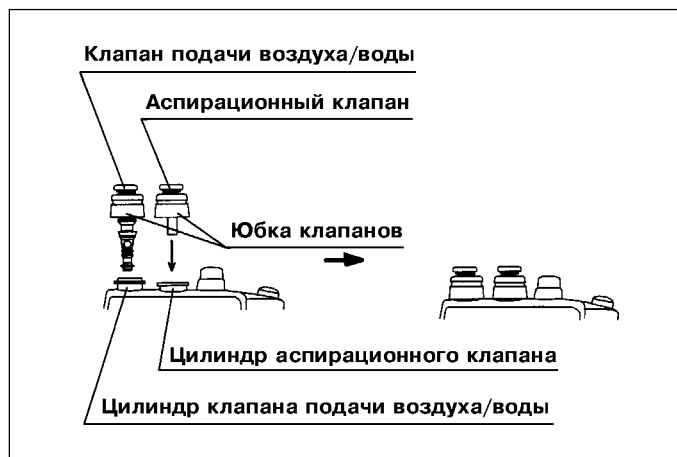 Клапан подачи воздуха/воды
Аспирационный клапан
Юбка клапанов
Цилиндр аспирационного клапана
Цилиндр клапана подачи воздуха/воды